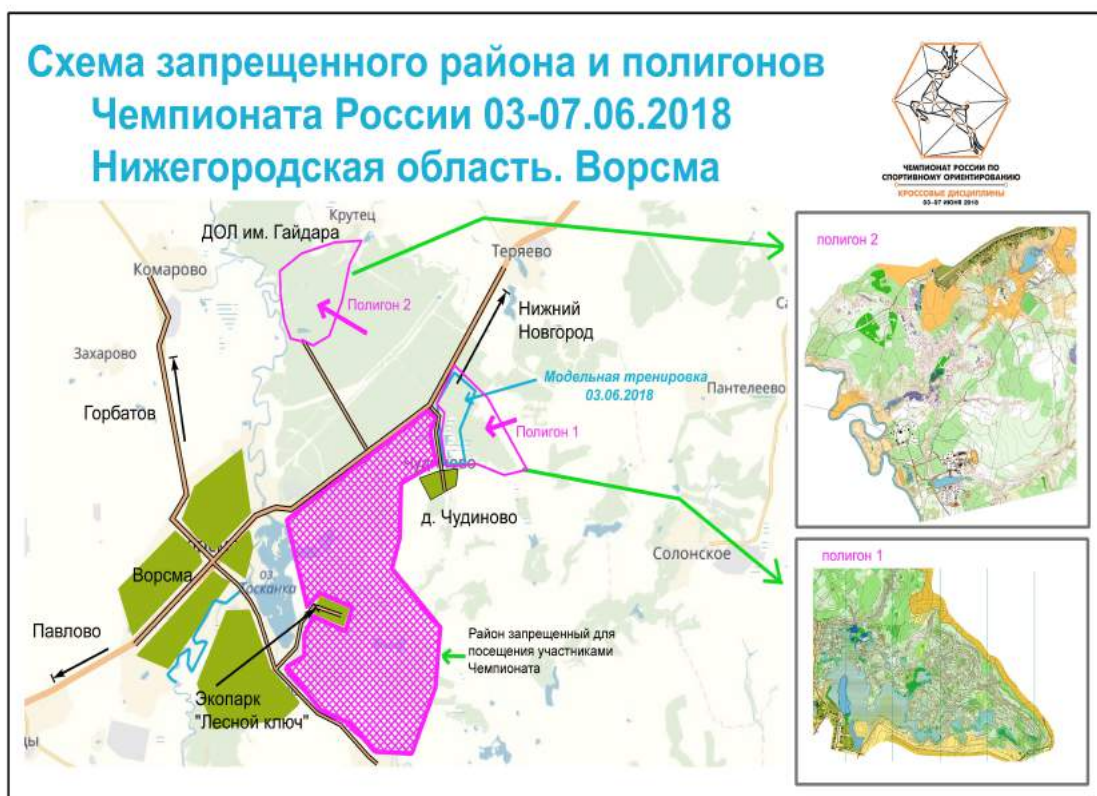 Схема запрещенного района и полигонов
Чемпионата России 03-07.06.2018
Нижегородская область. Ворсма
ЧЕМПИОНАТ РОССИИ ПО
СПОРТИВНОМУ ОРИЕНТИРОВАНИЮ
КРОССОВЫЕ ДИСЦИПЛИНЫ
03-07 ИЮНЯ 2018
Крутец
ДОЛ им. Гайдара
Теряево
Комарово
Полигон 2
Нижний
Новгород
Захарово
Горбатов
Модельная тренировка
03.06.2018
Пантелеево
Полигон 1
д. Чудиново
Солонское
Ворсма
оз.
Павлово
Район запрещенный для
посещения участниками
Чемпионата
Экопарк
"Лесной ключ"
полигон 2
полигон 1